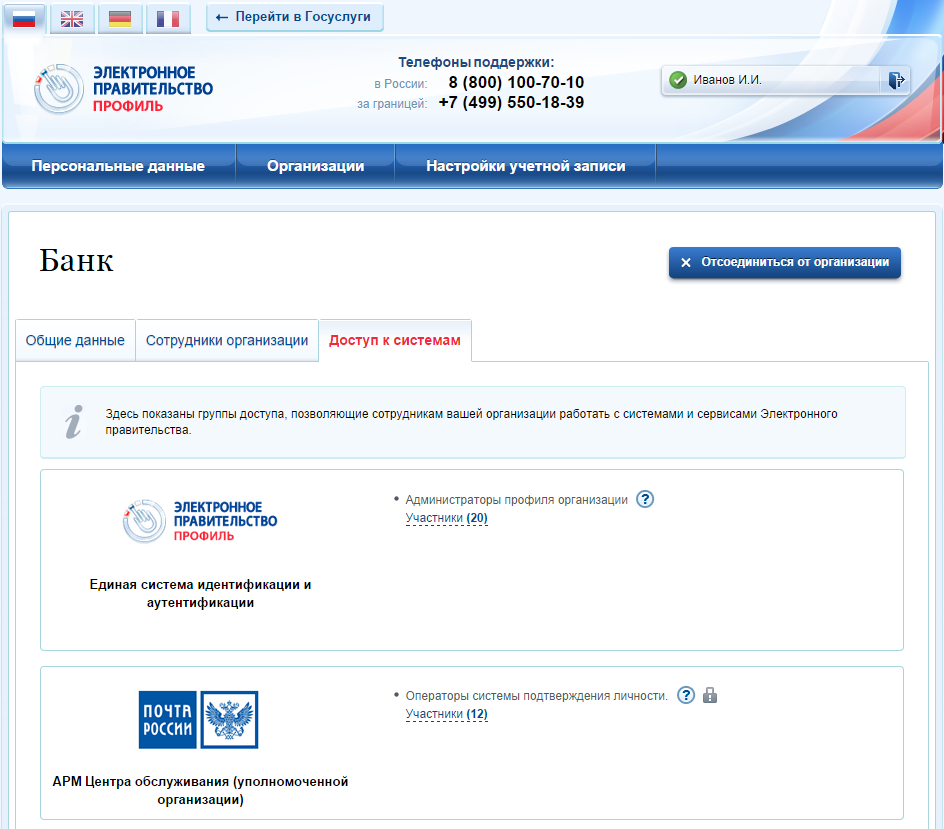 ← Перейти в Госуслуги
ЭЛЕКТРОННОЕ
ПРАВИТЕЛЬСТВО
ПРОФИЛЬ
Телефоны поддержки:
в России: 8 (800) 100-70-10
за границей: +7 (499) 550-18-39
Иванов И.И.
Персональные данные
Организации
Настройки учетной записи
Банк
× Отсоединиться от организации
Общие данные
Сотрудники организации
Доступ к системам
Здесь показаны группы доступа, позволяющие сотрудникам вашей организации работать с системами и сервисами Электронного
правительства.
ЭЛЕКТРОННОЕ
ПРАВИТЕЛЬСТВО
ПРОФИЛЬ
Единая система идентификации и
аутентификации
• Администраторы профиля организации ?
Участники (20)
ПОЧТА
РОССИИ
АРМ Центра обслуживания (уполномоченной
организации)
• Операторы системы подтверждения личности. ?
Участники (12)